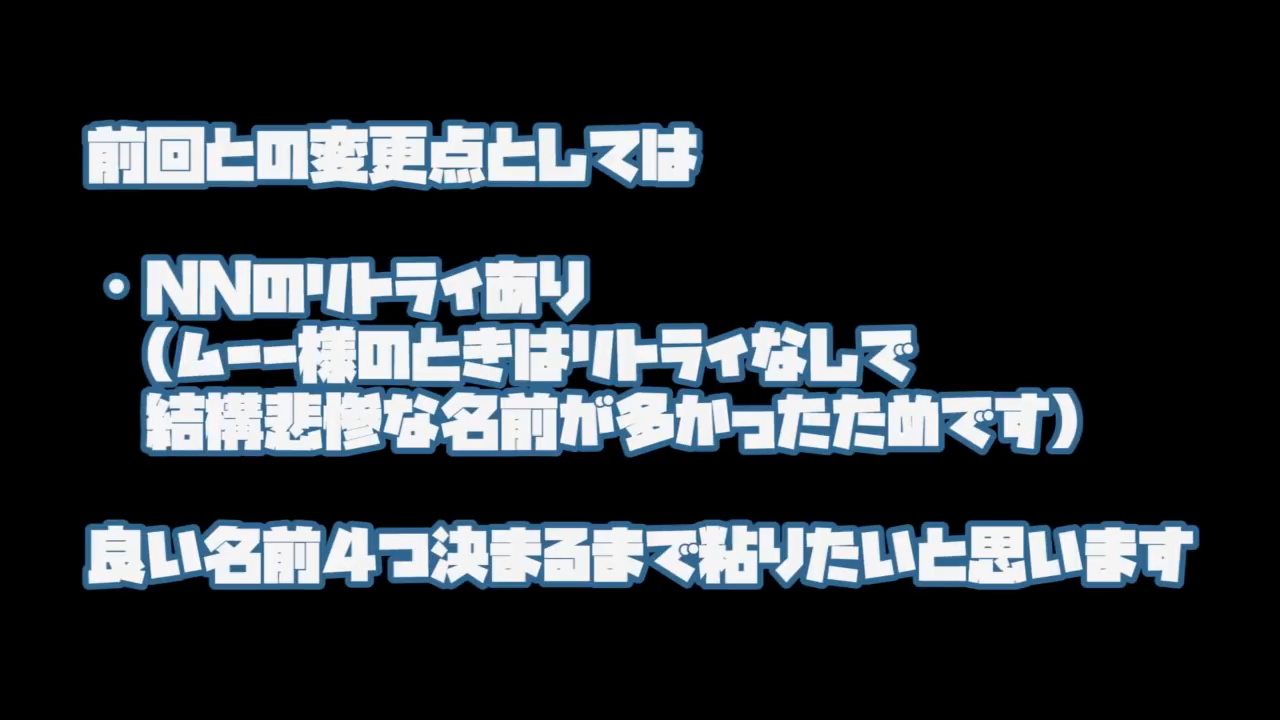 前回との変更点としては
・NNのリトライあり
(ムーー様のときはリトライなしで
結構悲惨な名前が多かったためです)
良い名前4つ決まるまで粘りたいと思います